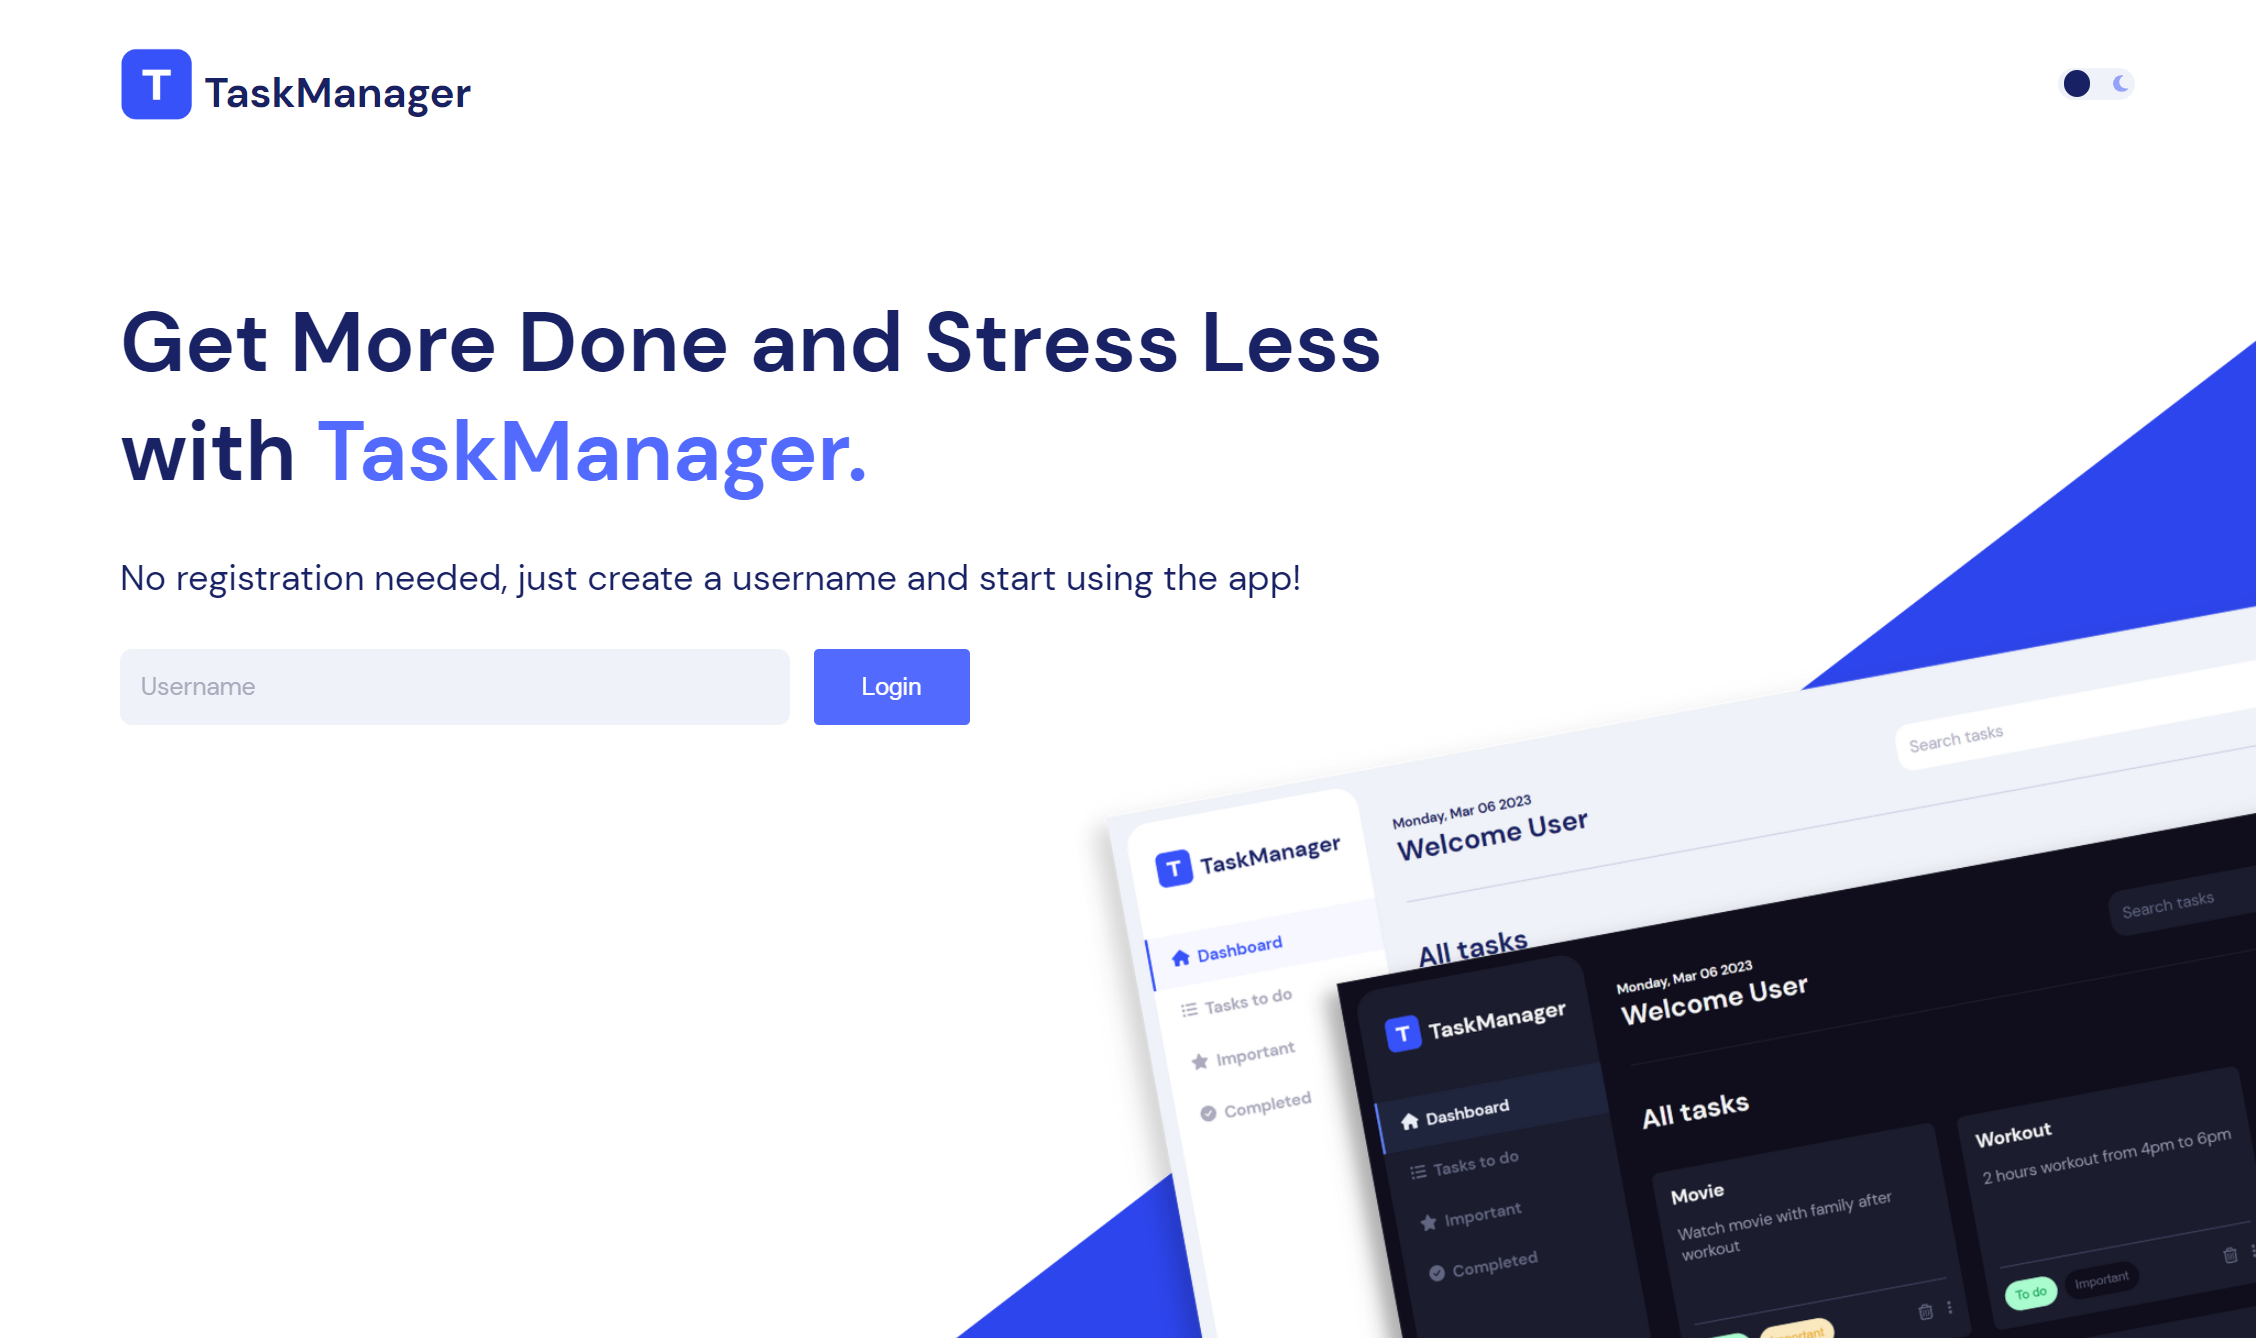 T TaskManager
Get More Done and Stress Less
with TaskManager.
No registration needed, just create a username and start using the app!
Username
Login
Search tasks
Monday, Mar 06 2023
Welcome User
T TaskManager
Dashboard
All tasks
Tasks to do
Important
Completed
Search tasks
Monday, Mar 06 2023
Welcome User
T TaskManager
Dashboard
Tasks to do
Important
Completed
All tasks
Movie
Watch movie with family after
workout
Important
Workout
2 hours workout from 4pm to 6pm
To do
Important